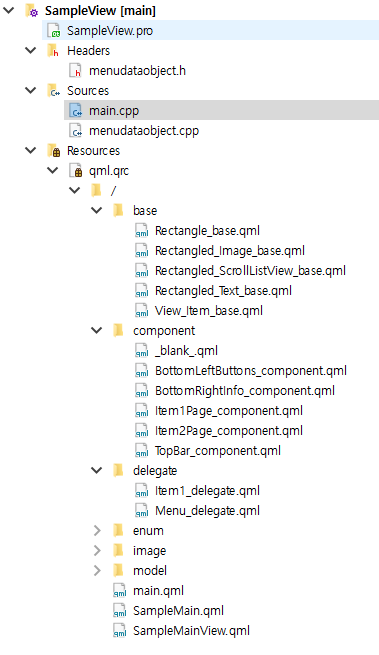 SampleView [main]
SampleView.pro
Headers
menudataobject.h
Sources
main.cpp
menudataobject.cpp
Resources
qml.qrc
/
base
Rectangle_base.qml
Rectangled_Image_base.qml
Rectangled_ScrollListView_base.qml
Rectangled_Text_base.qml
View_Item_base.qml
component
_blank_.qml
BottomLeftButtons_component.qml
BottomRightInfo_component.qml
Item1Page_component.qml
Item2Page_component.qml
TopBar_component.qml
delegate
Item1_delegate.qml
Menu_delegate.qml
enum
image
model
main.qml
SampleMain.qml
SampleMainView.qml